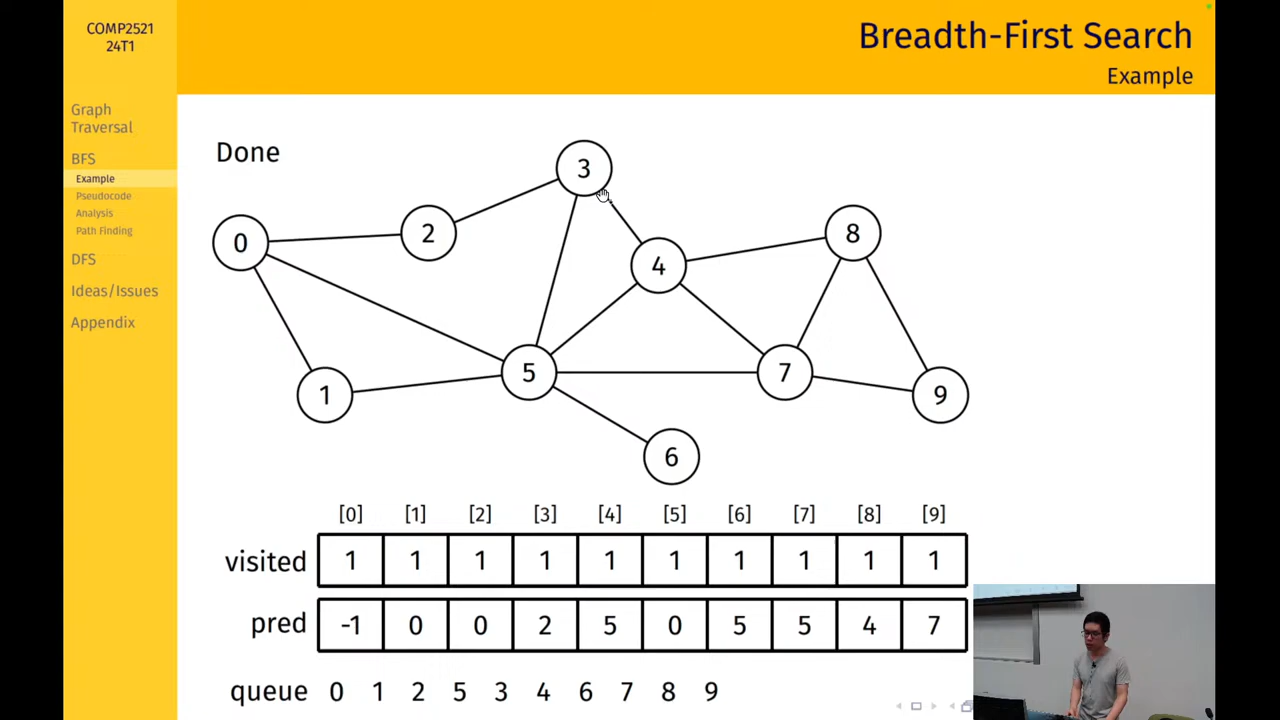 COMP2521
24T1
Breadth-First Search
Example
Graph
Traversal
BFS
Example
Pseudocode
Analysis
Path Finding
DFS
Ideas/Issues
Appendix
Done
3
2
8
0
4
5
7
1
9
6
[0] [1] [2] [3] [4] [5] [6] [7] [8] [9]
visited 1 1 1 1 1 1 1 1 1 1
pred -1 0 0 2 5 0 5 5 4 7
queue 0 1 2 5 3 4 6 7 8 9